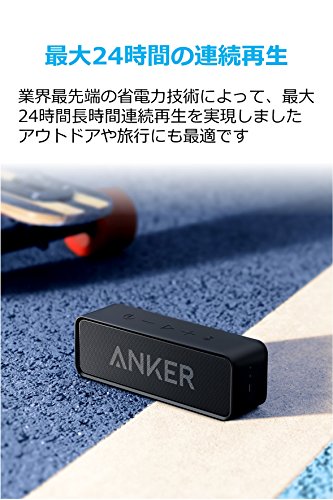 最大24時間の連続再生
業界最先端の省電力技術によって、最大
24時間長時間連続再生を実現しました
アウトドアや旅行にも最適です
ANKER